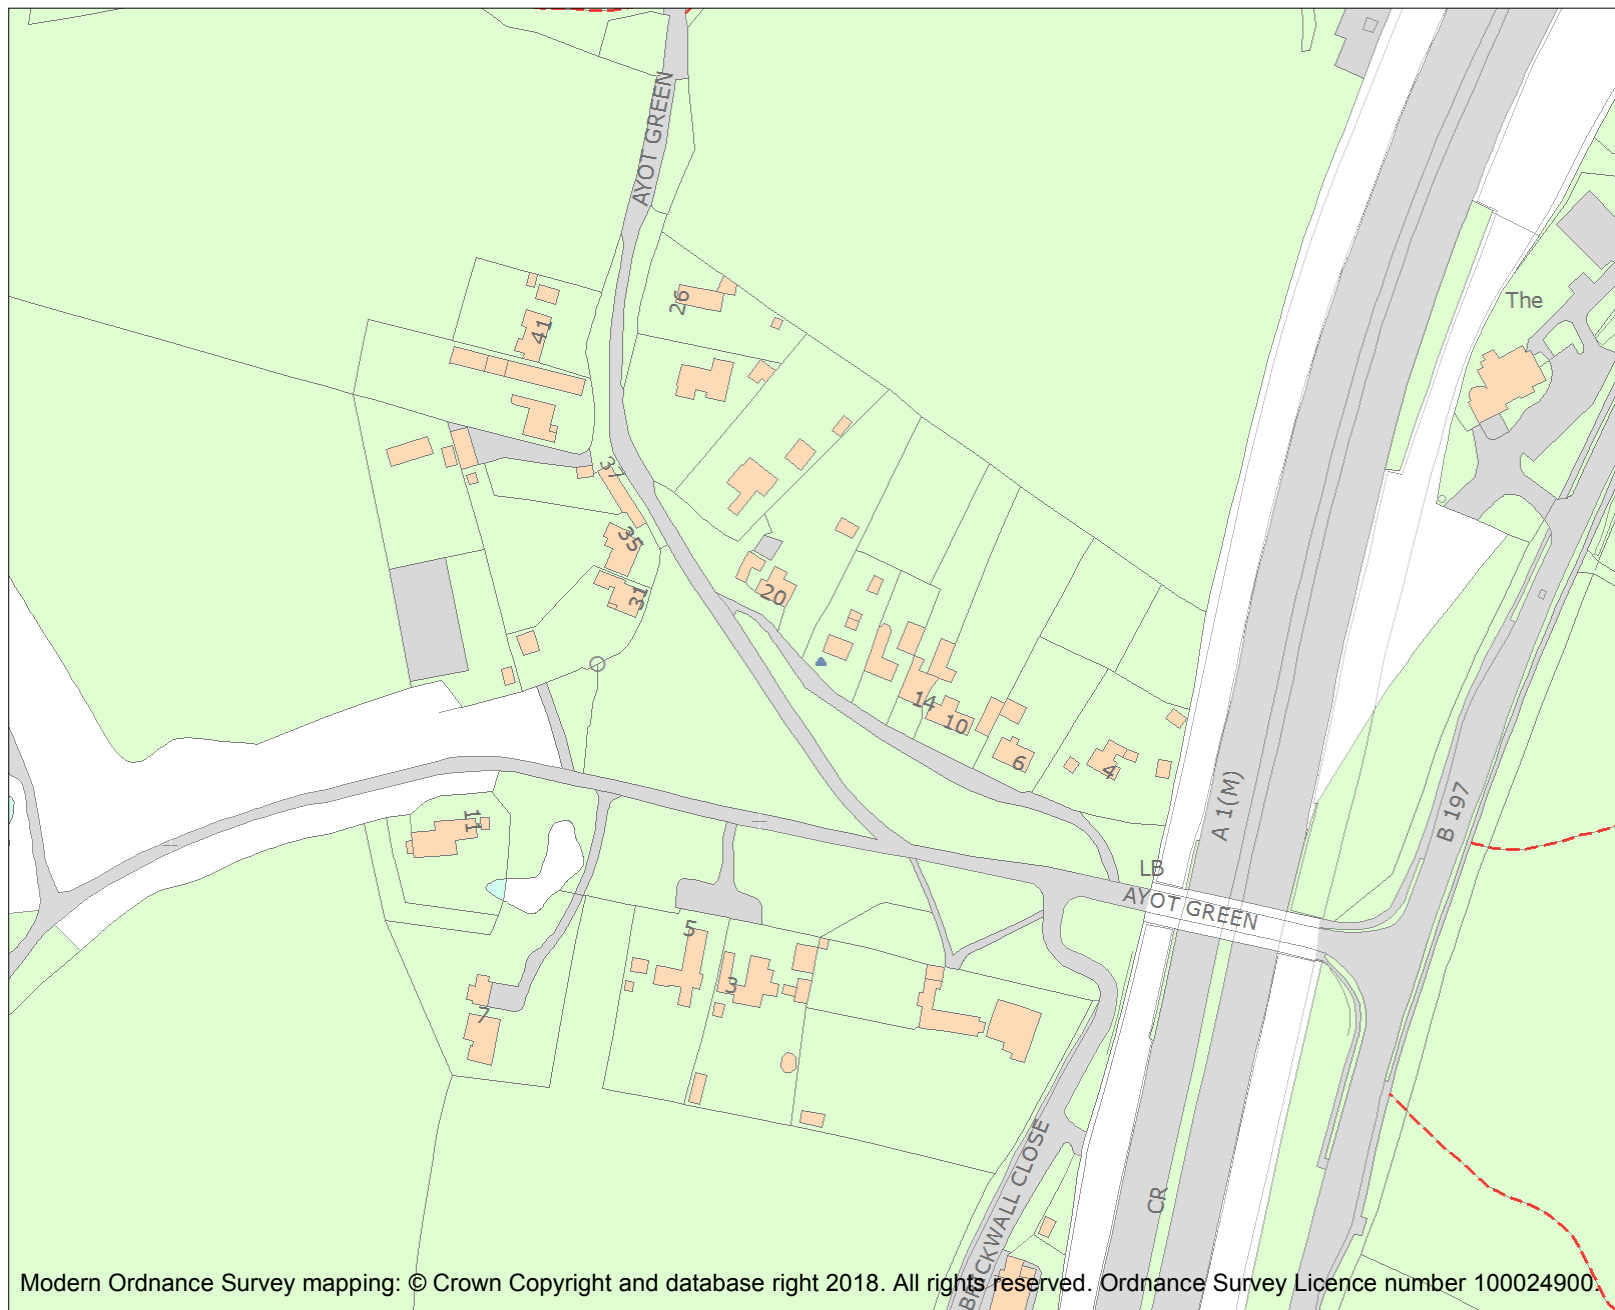 AYOT GREEN
26
The
41
37
35
31
20
14
10
6
4
A 1(M)
B 197
11
LB
AYOT GREEN
5
3
7
BRICKWALL CLOSE
CR
Modern Ordnance Survey mapping: © Crown Copyright and database right 2018. All rights reserved. Ordnance Survey Licence number 100024900.